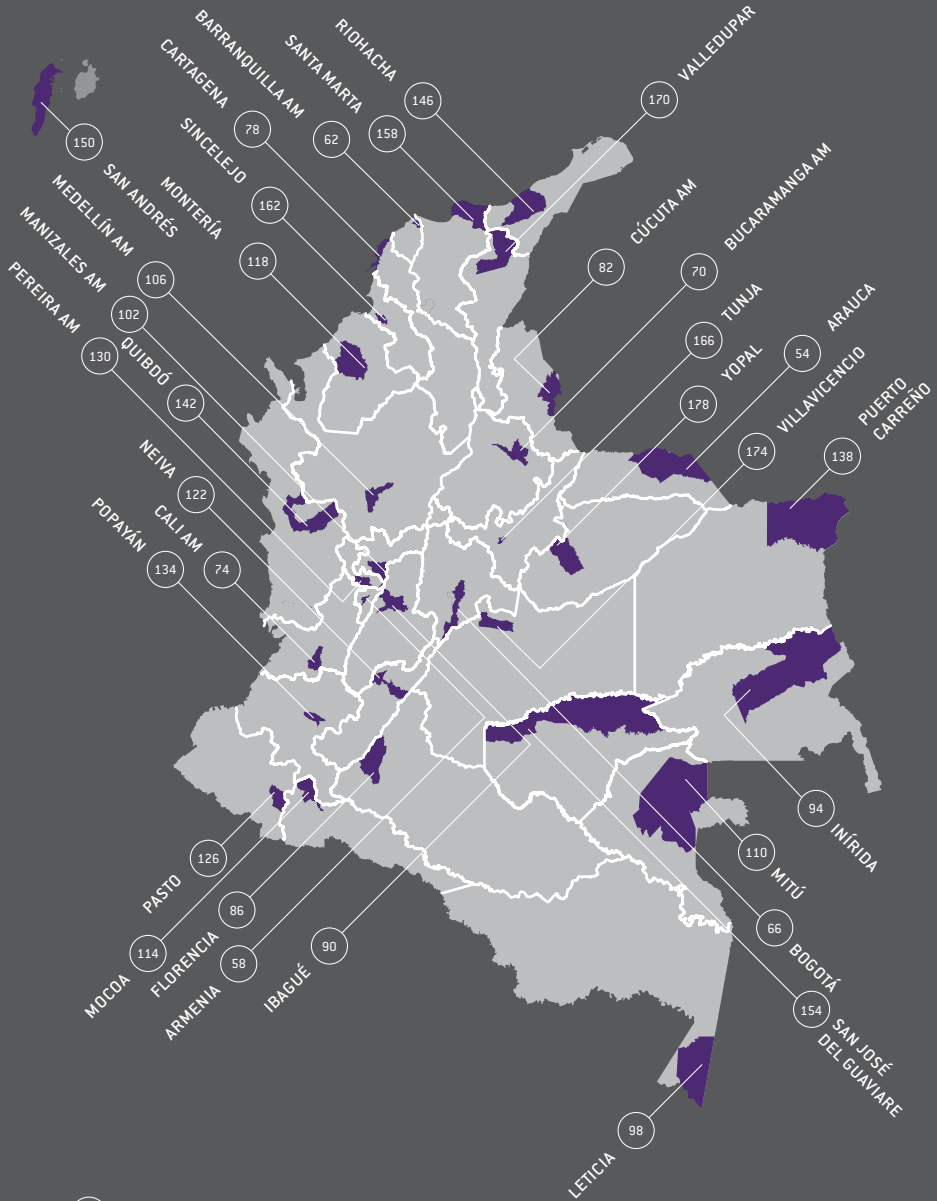 RIOHACHA
146
SANTA MARTA
158
BARRANQUILLA AM
62
CARTAGENA
78
SINCELEJO
162
MONTERÍA
118
VALLEDUPAR
170
150
SAN ANDRÉS
MEDELLÍN AM
106
MANIZALES AM
102
PEREIRA AM
130
QUIBDÓ
142
NEIVA
122
CALI AM
74
POPAYÁN
134
CÚCUTA AM
82
BUCARAMANGA AM
70
TUNJA
166
YOPAL
178
ARAUCA
54
VILLAVICENCIO
174
PUERTO
CARREÑO
138
94
INÍRIDA
110
MITÚ
66
BOGOTÁ
154
SAN JOSÉ
DEL GUAVIARE
PASTO
126
MOCOA
114
FLORENCIA
86
ARMENIA
58
IBAGUÉ
90
LETICIA
98